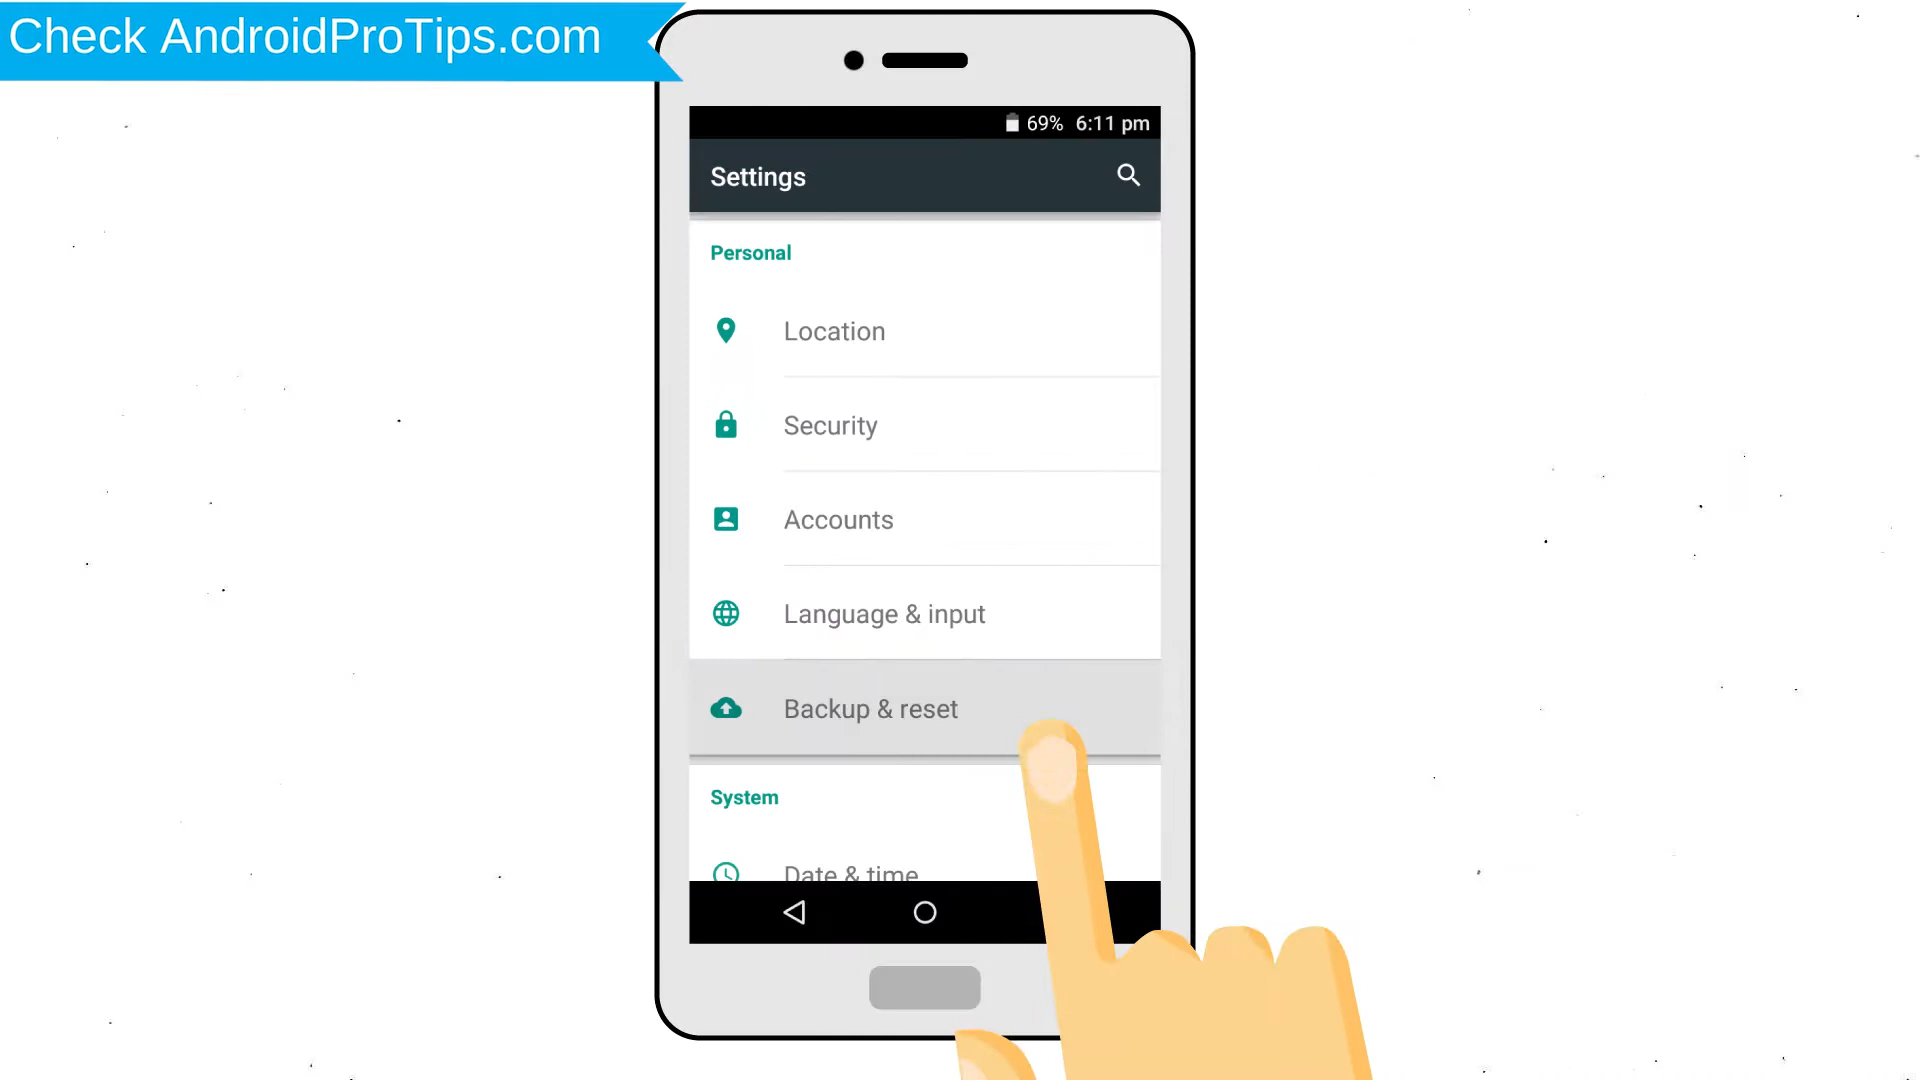 Check AndroidProTips.com
69% 6:11 pm
Settings
Personal
Location
Security
Accounts
Language & input
Backup & reset
System
Date & time